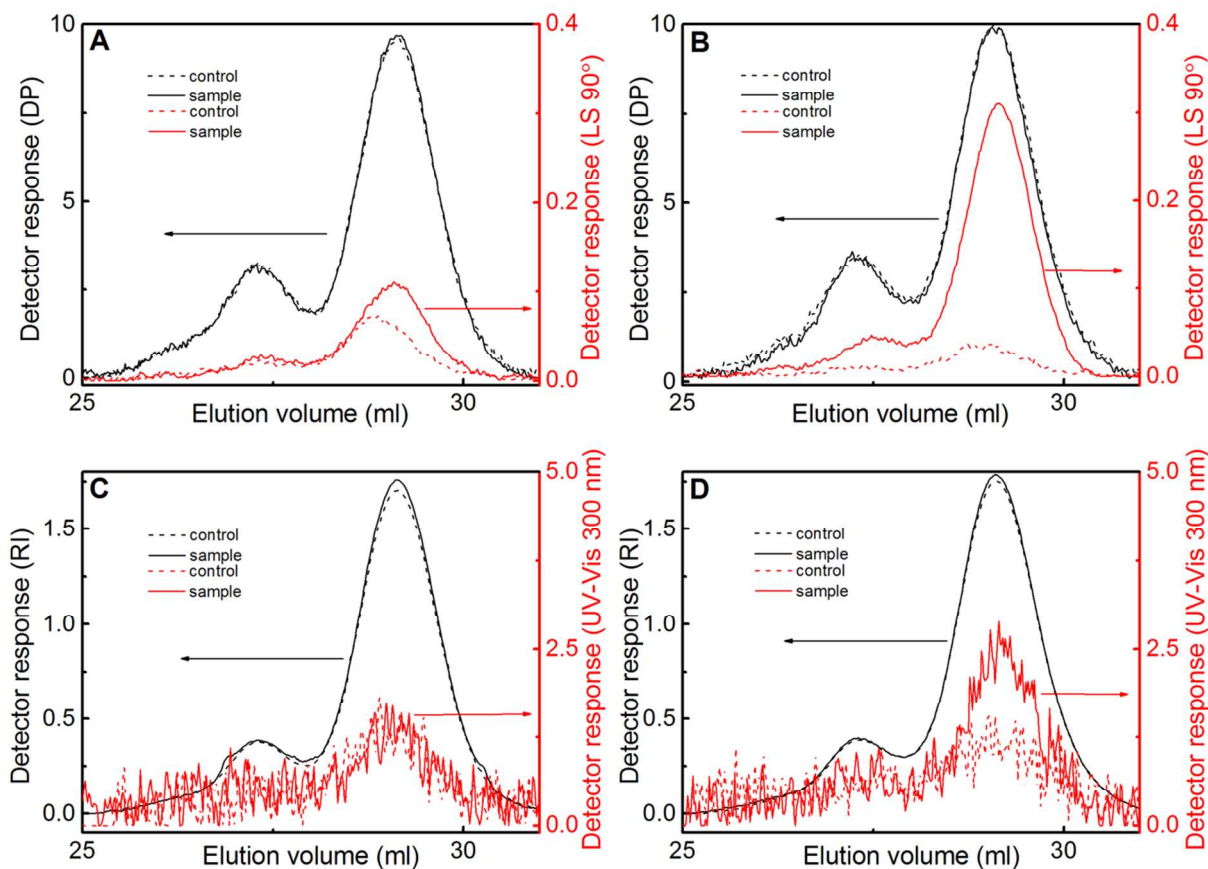 A
control
sample
control
sample
Detector response (DP)
10
5
0
Detector response (LS 90°)
0.4
0.2
0.0
25
30
Elution volume (ml)
B
control
sample
control
sample
Detector response (DP)
10
5
0
Detector response (LS 90°)
0.4
0.2
0.0
25
30
Elution volume (ml)
C
control
sample
control
sample
Detector response (RI)
1.5
1.0
0.5
0.0
Detector response (UV-Vis 300 nm)
5.0
2.5
0.0
25
30
Elution volume (ml)
D
control
sample
control
sample
Detector response (RI)
1.5
1.0
0.5
0.0
Detector response (UV-Vis 300 nm)
5.0
2.5
0.0
25
30
Elution volume (ml)